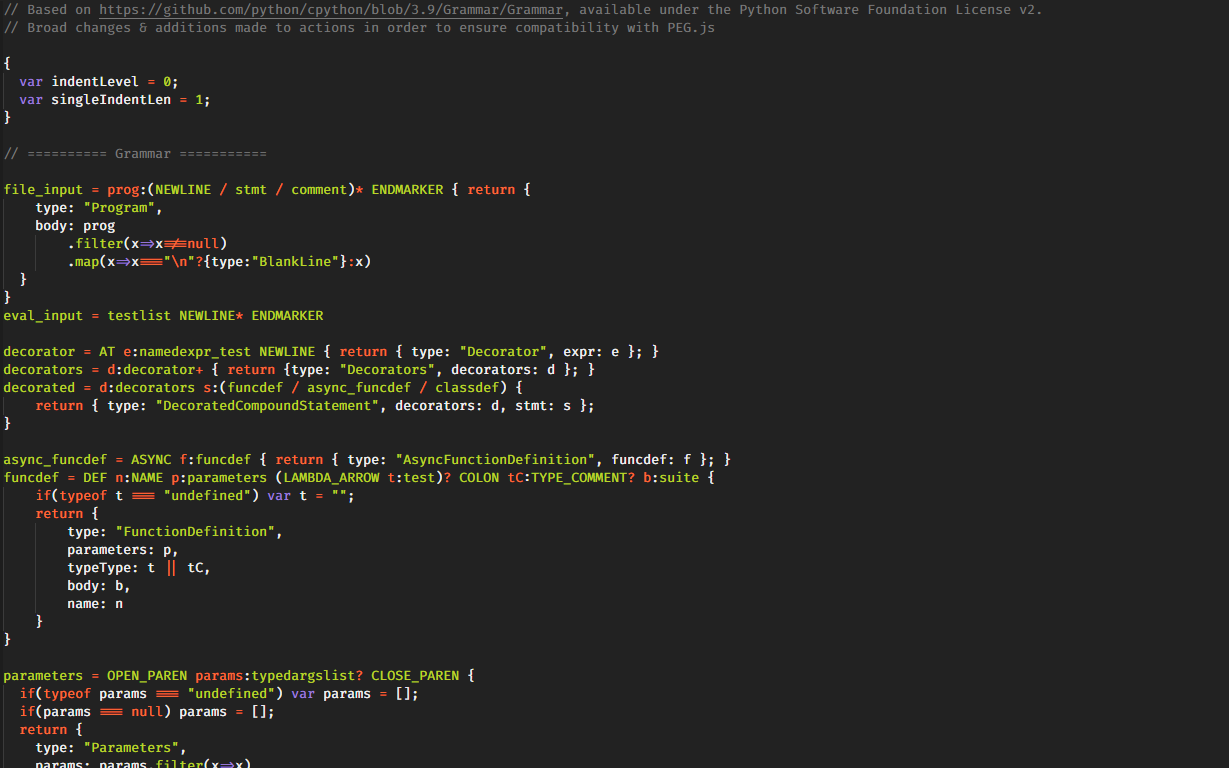 // Based on https://github.com/python/cpython/blob/3.9/Grammar/Grammar, available under the Python Software Foundation License v2.
// Broad changes & additions made to actions in order to ensure compatibility with PEG.js
{
  var indentLevel = 0;
  var singleIndentLen = 1;
}
// ========== Grammar ===========
file_input = prog:(NEWLINE / stmt / comment)* ENDMARKER { return {
    type: "Program",
    body: prog
        .filter(x=>x!==null)
        .map(x=>x==="\n"?{type:"BlankLine"}:x)
  }
}
eval_input = testlist NEWLINE* ENDMARKER
decorator = AT e:namedexpr_test NEWLINE { return { type: "Decorator", expr: e }; }
decorators = d:decorator+ { return {type: "Decorators", decorators: d }; }
decorated = d:decorators s:(funcdef / async_funcdef / classdef) {
    return { type: "DecoratedCompoundStatement", decorators: d, stmt: s };
}
async_funcdef = ASYNC f:funcdef { return { type: "AsyncFunctionDefinition", funcdef: f }; }
funcdef = DEF n:NAME p:parameters (LAMBDA_ARROW t:test)? COLON tC:TYPE_COMMENT? b:suite {
    if(typeof t === "undefined") var t = "";
    return {
        type: "FunctionDefinition",
        parameters: p,
        typeType: t || tC,
        body: b,
        name: n
    }
}
parameters = OPEN_PAREN params:typedargslist? CLOSE_PAREN {
  if(typeof params === "undefined") var params = [];
  if(params === null) params = [];
  return {
    type: "Parameters",
    params: params.filter(x=>x)